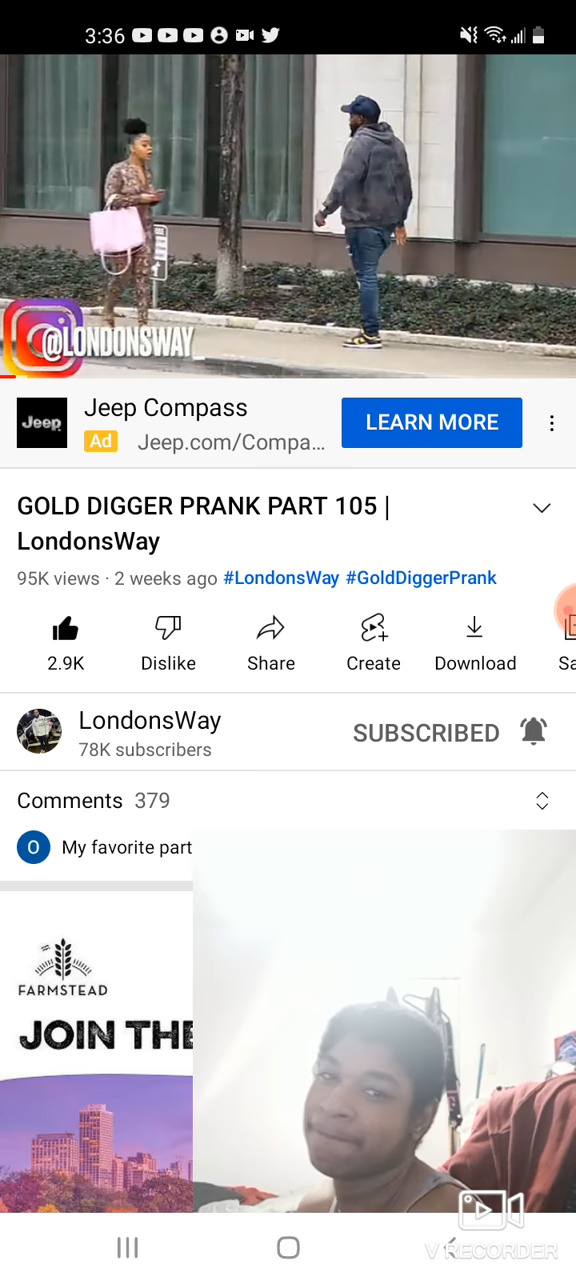 3:36
@LONDONSWAY
Jeep
Jeep Compass
Ad Jeep.com/Compa...
LEARN MORE
GOLD DIGGER PRANK PART 105 |
LondonsWay
95K views · 2 weeks ago #LondonsWay #GoldDiggerPrank
2.9K Dislike Share Create Download Sa
LondonsWay
78K subscribers
SUBSCRIBED
Comments 379
O My favorite part
FARMSTEAD
JOIN THE
V RECORDER